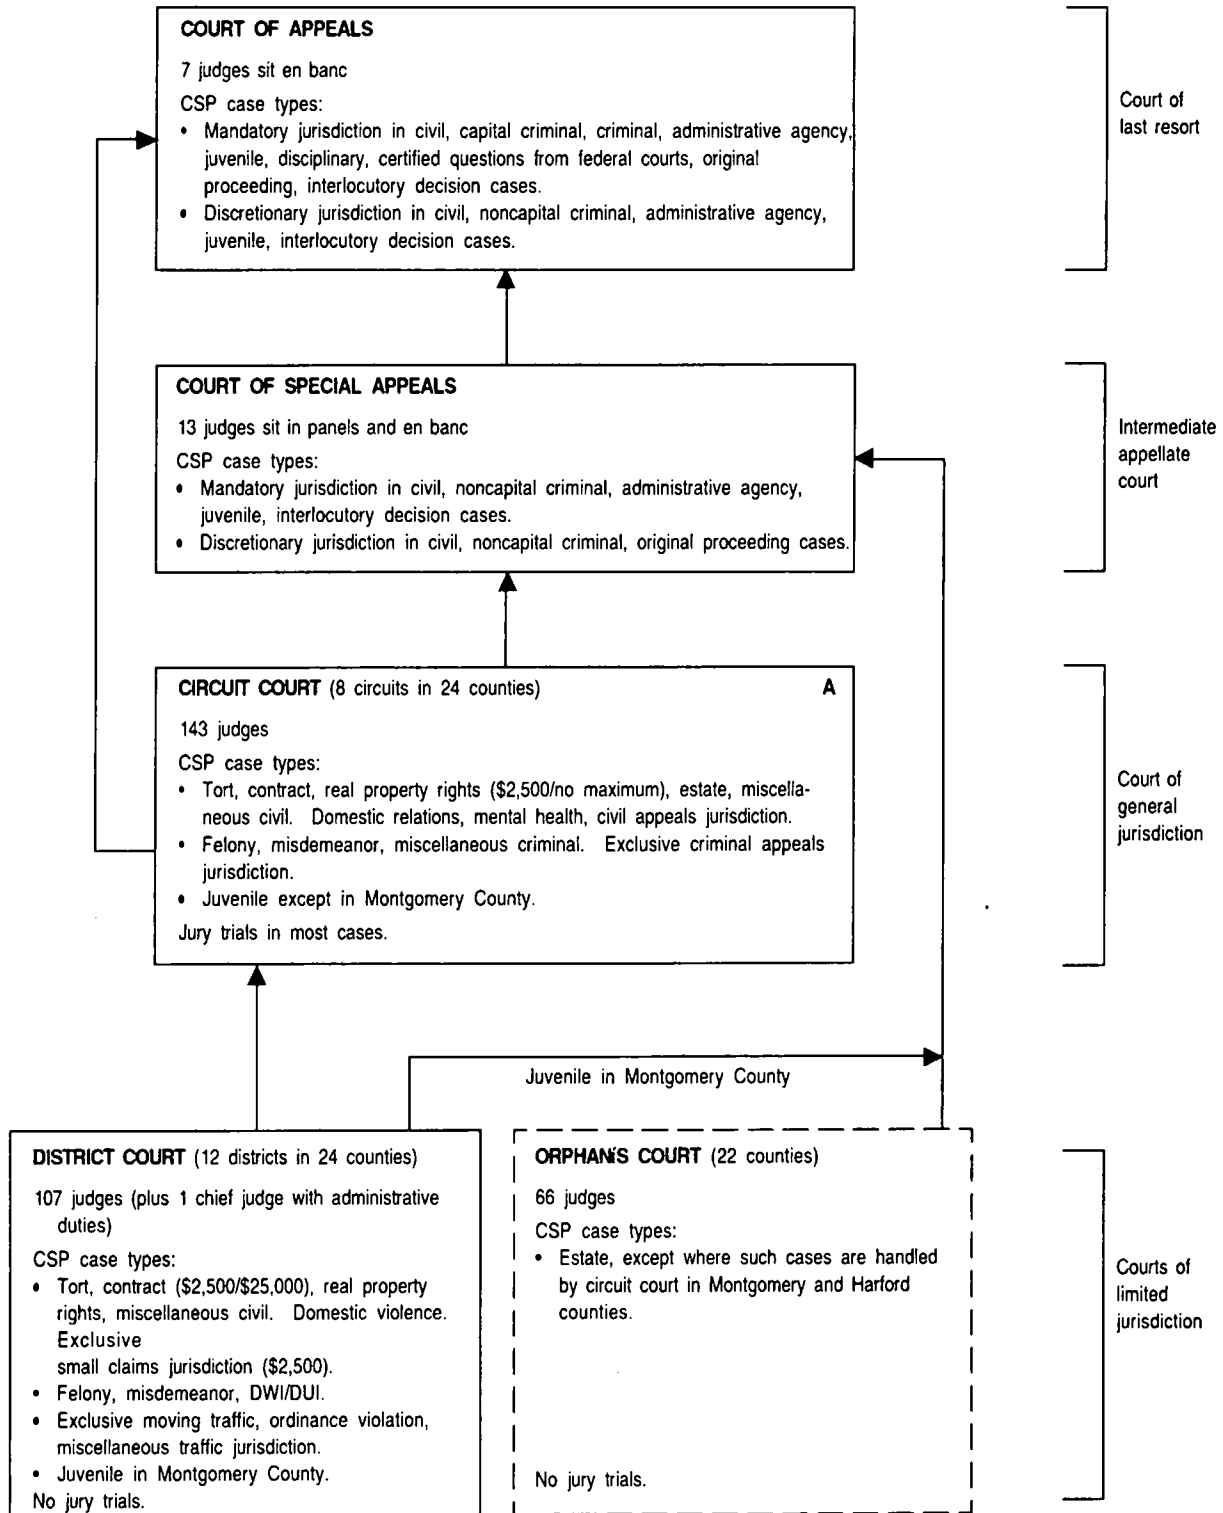 COURT OF APPEALS
7 judges sit en banc
CSP case types:
• Mandatory jurisdiction in civil, capital criminal, criminal, administrative agency,
juvenile, disciplinary, certified questions from federal courts, original
proceeding, interlocutory decision cases.
• Discretionary jurisdiction in civil, noncapital criminal, administrative agency,
juvenile, interlocutory decision cases.
Court of
last resort
COURT OF SPECIAL APPEALS
13 judges sit in panels and en banc
CSP case types:
• Mandatory jurisdiction in civil, noncapital criminal, administrative agency,
juvenile, interlocutory decision cases.
• Discretionary jurisdiction in civil, noncapital criminal, original proceeding cases.
Intermediate
appellate
court
CIRCUIT COURT (8 circuits in 24 counties) A
143 judges
CSP case types:
• Tort, contract, real property rights ($2,500/no maximum), estate, miscella-
neous civil. Domestic relations, mental health, civil appeals jurisdiction.
• Felony, misdemeanor, miscellaneous criminal. Exclusive criminal appeals
jurisdiction.
• Juvenile except in Montgomery County.
Jury trials in most cases.
Court of
general
jurisdiction
Juvenile in Montgomery County
DISTRICT COURT (12 districts in 24 counties)
107 judges (plus 1 chief judge with administrative
duties)
CSP case types:
• Tort, contract ($2,500/$25,000), real property
rights, miscellaneous civil. Domestic violence.
Exclusive
small claims jurisdiction ($2,500).
• Felony, misdemeanor, DWI/DUI.
• Exclusive moving traffic, ordinance violation,
miscellaneous traffic jurisdiction.
• Juvenile in Montgomery County.
No jury trials.
ORPHAN'S COURT (22 counties)
66 judges
CSP case types:
• Estate, except where such cases are handled
by circuit court in Montgomery and Harford
counties.
No jury trials.
Courts of
limited
jurisdiction